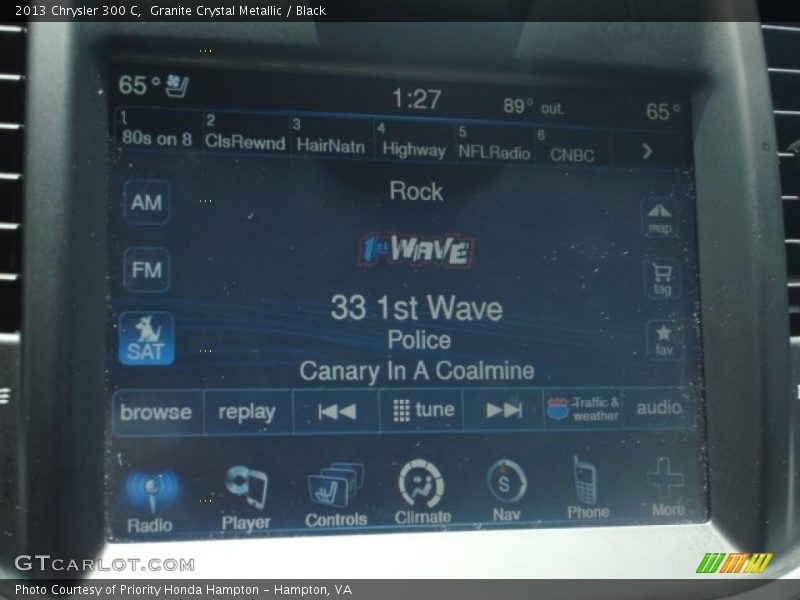 2013 Chrysler 300 C, Granite Crystal Metallic / Black
65°
1:27
89° out.
65°
1 80s on 8
2 ClsRewnd
3 HairNatn
4 Highway
5 NFLRadio
6 CNBC
>
AM
Rock
map
1st WAVE
FM
tag
33 1st Wave
SAT
Police
fav
Canary In A Coalmine
browse
replay
tune
Traffic & weather
audio
S
Radio
Player
Controls
Climate
Nav
Phone
More
GTCARLOT.COM
Photo Courtesy of Priority Honda Hampton - Hampton, VA